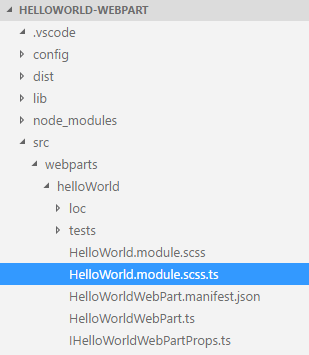 HELLOWORLD-WEBPART
.vscode
config
dist
lib
node_modules
src
webparts
helloWorld
loc
tests
HelloWorld.module.scss
HelloWorld.module.scss.ts
HelloWorldWebPart.manifest.json
HelloWorldWebPart.ts
IHelloWorldWebPartProps.ts